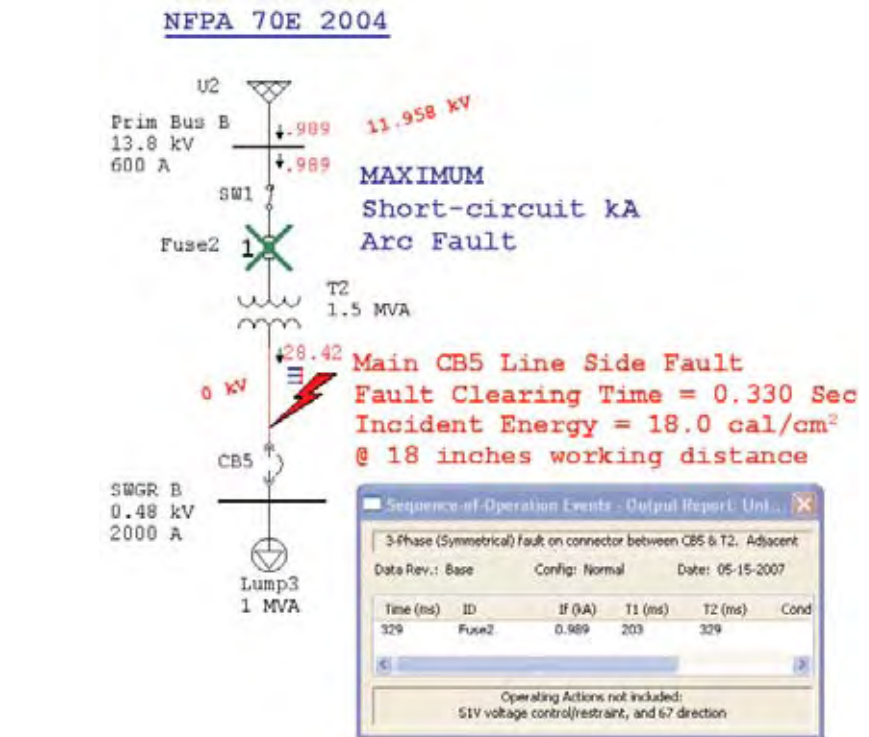 NFPA 70E 2004
U2
11.958 kV
Prim Bus B
13.8 kV
600 A
.989
.989
SW1
MAXIMUM
Short-circuit kA
Arc Fault
Fuse2
1
T2
1.5 MVA
28.42
0 kV
Main CB5 Line Side Fault
Fault Clearing Time = 0.330 Sec
Incident Energy = 18.0 cal/cm²
@ 18 inches working distance
CB5
SWGR B
0.48 kV
2000 A
Lump3
1 MVA
Sequence-of-Operation Events - Output Report: Unt...
3-Phase (Symmetrical) fault on connector between CB5 & T2. Adjacent
Data Rev.: Base Config: Normal Date: 05-15-2007
Time (ms) ID If (kA) T1 (ms) T2 (ms) Cond
329 Fuse2 0.989 203 329
Operating Actions not included:
51V voltage control/restraint, and 67 direction